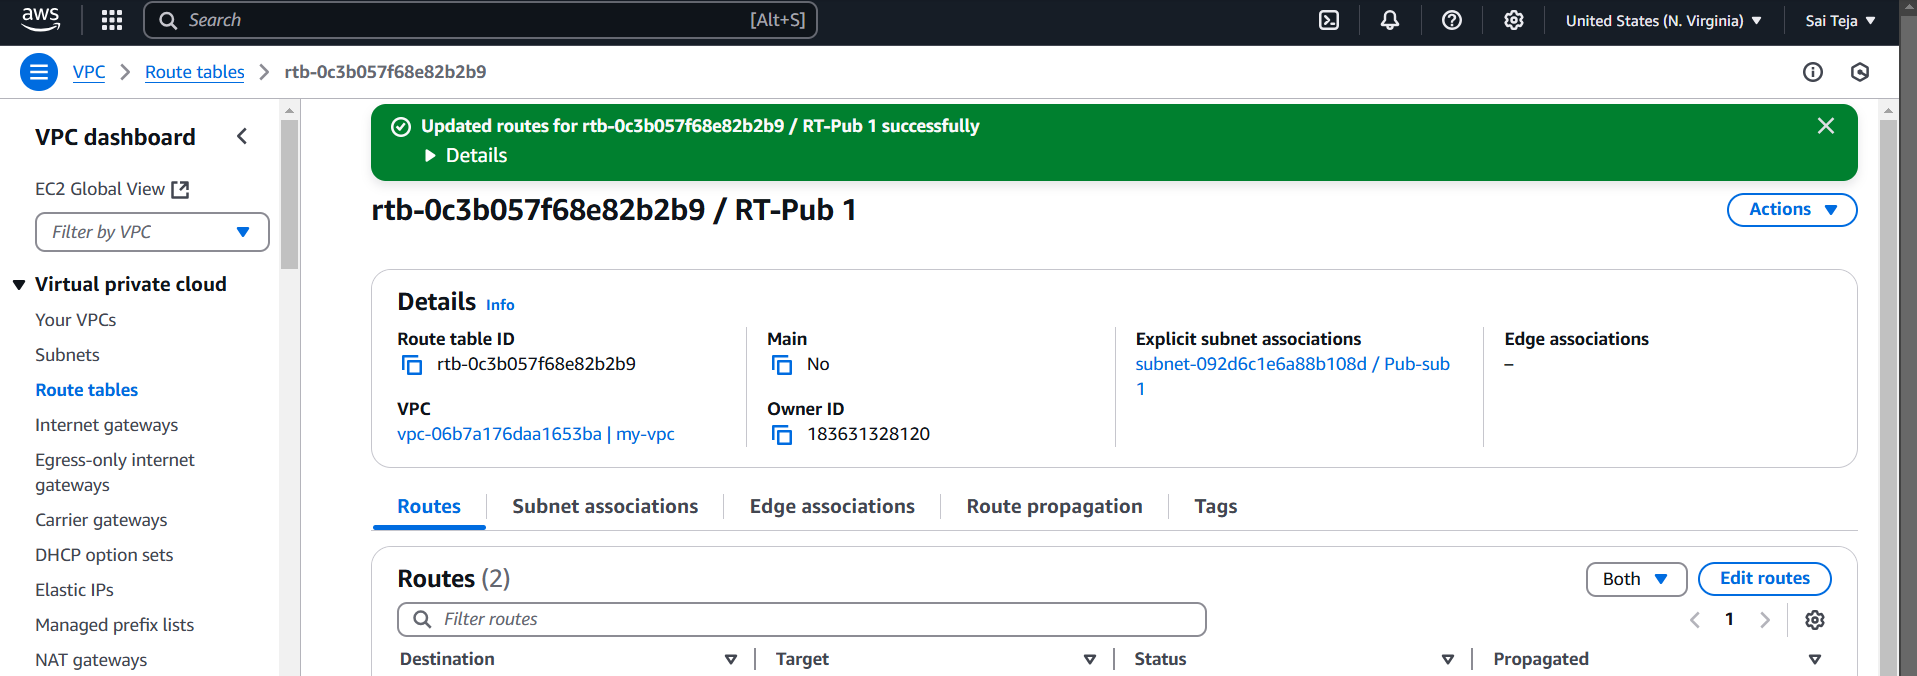 aws
Search [Alt+S]
United States (N. Virginia)
Sai Teja
VPC
Route tables
rtb-0c3b057f68e82b2b9
VPC dashboard
EC2 Global View
Filter by VPC
Virtual private cloud
Your VPCs
Subnets
Route tables
Internet gateways
Egress-only internet
gateways
Carrier gateways
DHCP option sets
Elastic IPs
Managed prefix lists
NAT gateways
Updated routes for rtb-0c3b057f68e82b2b9 / RT-Pub 1 successfully
Details
rtb-0c3b057f68e82b2b9 / RT-Pub 1
Actions
Details Info
Route table ID
rtb-0c3b057f68e82b2b9
Main
No
Explicit subnet associations
subnet-092d6c1e6a88b108d / Pub-sub
1
Edge associations
–
VPC
vpc-06b7a176daa1653ba | my-vpc
Owner ID
183631328120
Routes
Subnet associations
Edge associations
Route propagation
Tags
Routes (2)
Both
Edit routes
Filter routes
1
Destination
Target
Status
Propagated